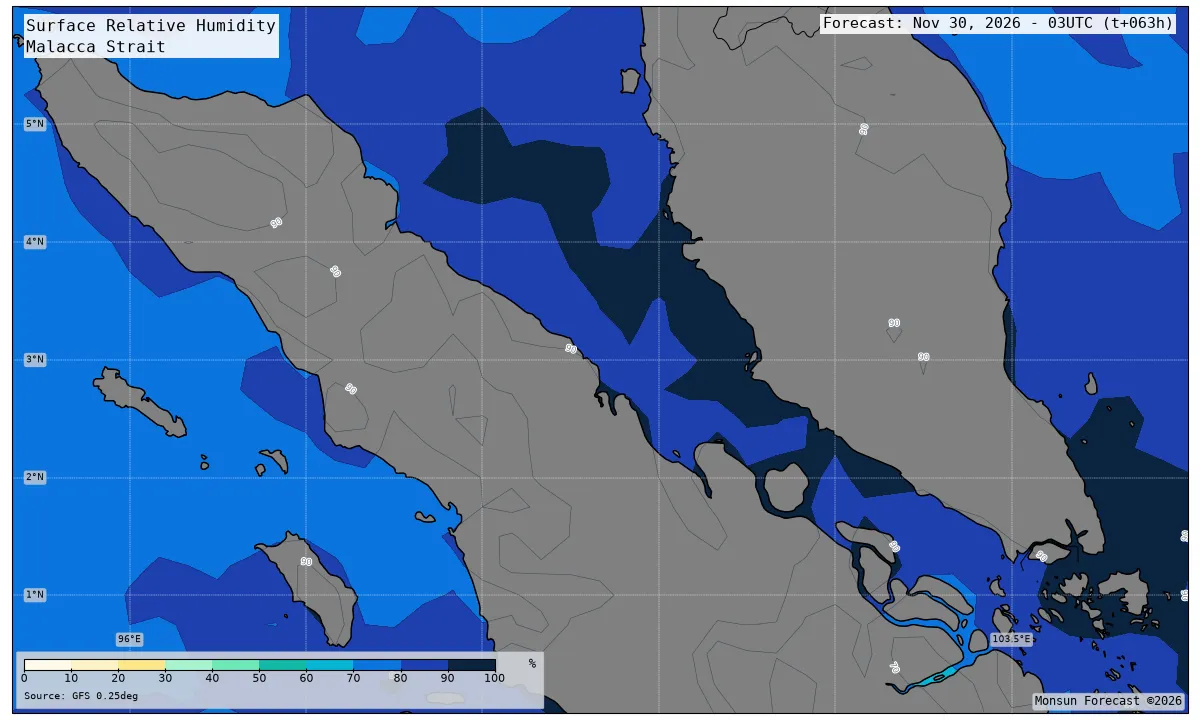 Surface Relative Humidity
Malacca Strait
Forecast: Nov 30, 2026 - 03UTC (t+063h)
5°N
4°N
3°N
2°N
1°N
96°E
103.5°E
90
90
90
90
90
90
90
90
90
90
70
%
0 10 20 30 40 50 60 70 80 90 100
Source: GFS 0.25deg
Monsun Forecast ©2026